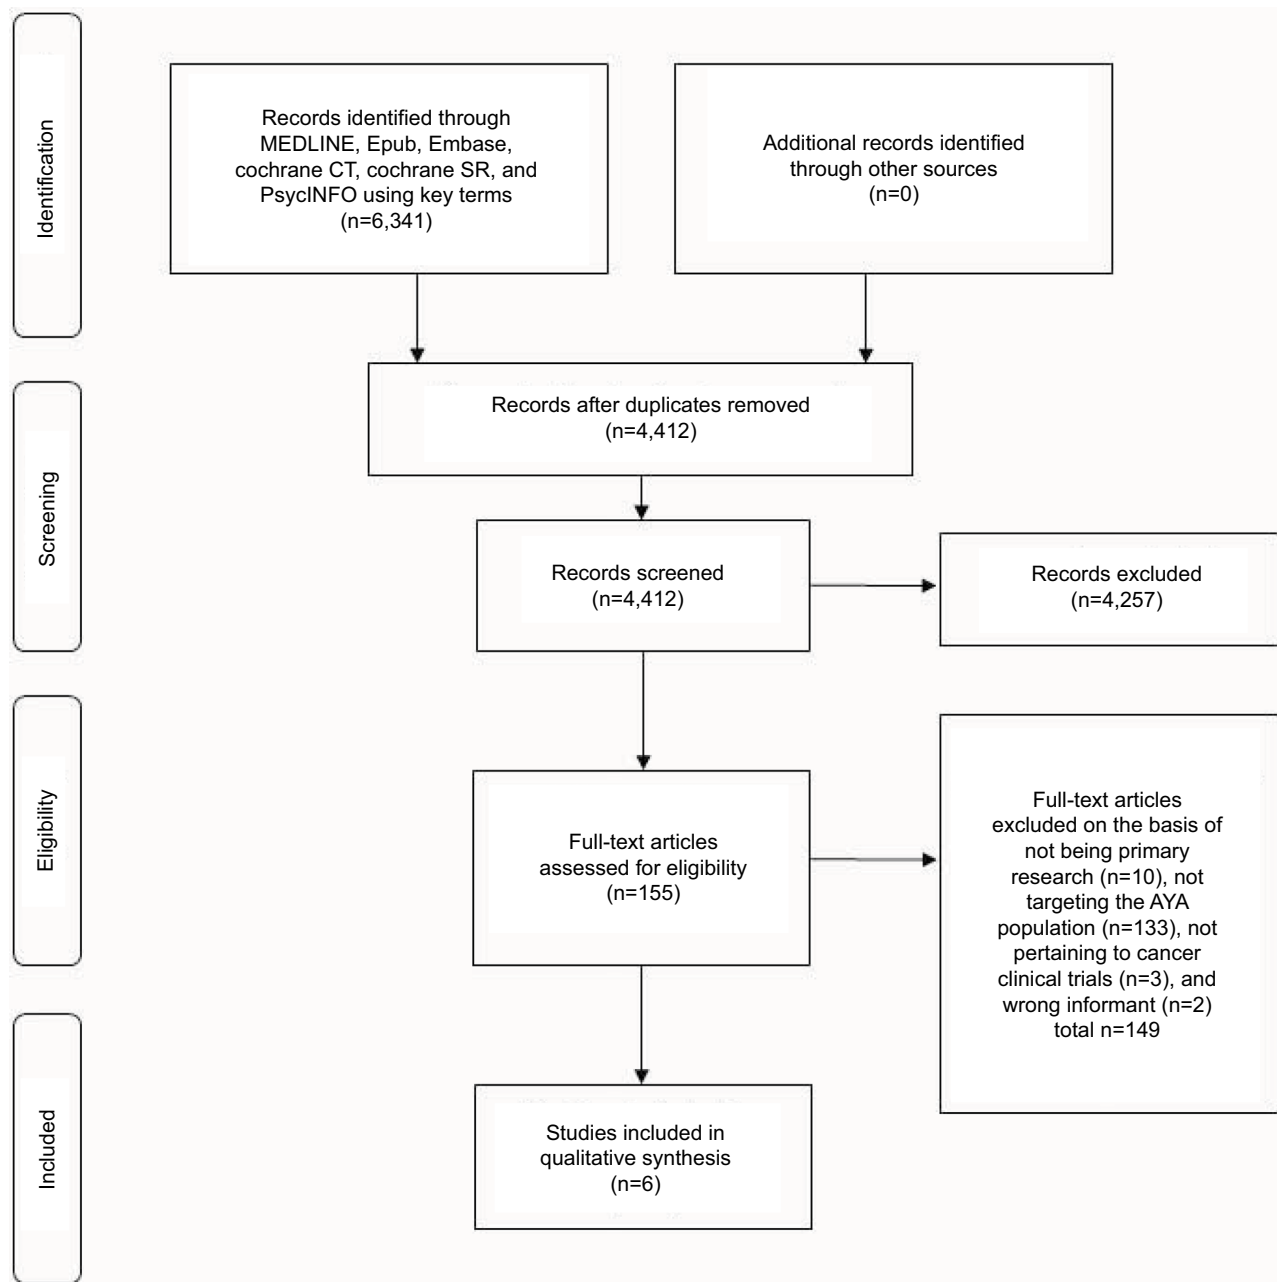 Identification
Records identified through
MEDLINE, Epub, Embase,
cochrane CT, cochrane SR, and
PsycINFO using key terms
(n=6,341)
Additional records identified
through other sources
(n=0)
Records after duplicates removed
(n=4,412)
Screening
Records screened
(n=4,412)
Records excluded
(n=4,257)
Eligibility
Full-text articles
assessed for eligibility
(n=155)
Full-text articles
excluded on the basis of
not being primary
research (n=10), not
targeting the AYA
population (n=133), not
pertaining to cancer
clinical trials (n=3), and
wrong informant (n=2)
total n=149
Included
Studies included in
qualitative synthesis
(n=6)